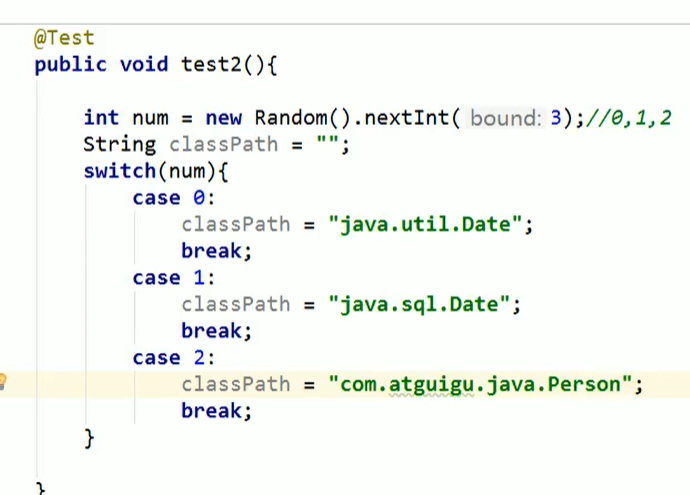 @Test
public void test2(){
int num = new Random().nextInt( bound: 3);//0,1,2
String classPath = "";
switch(num){
case 0:
classPath = "java.util.Date";
break;
case 1:
classPath = "java.sql.Date";
break;
case 2:
classPath = "com.atguigu.java.Person";
break;
}
}